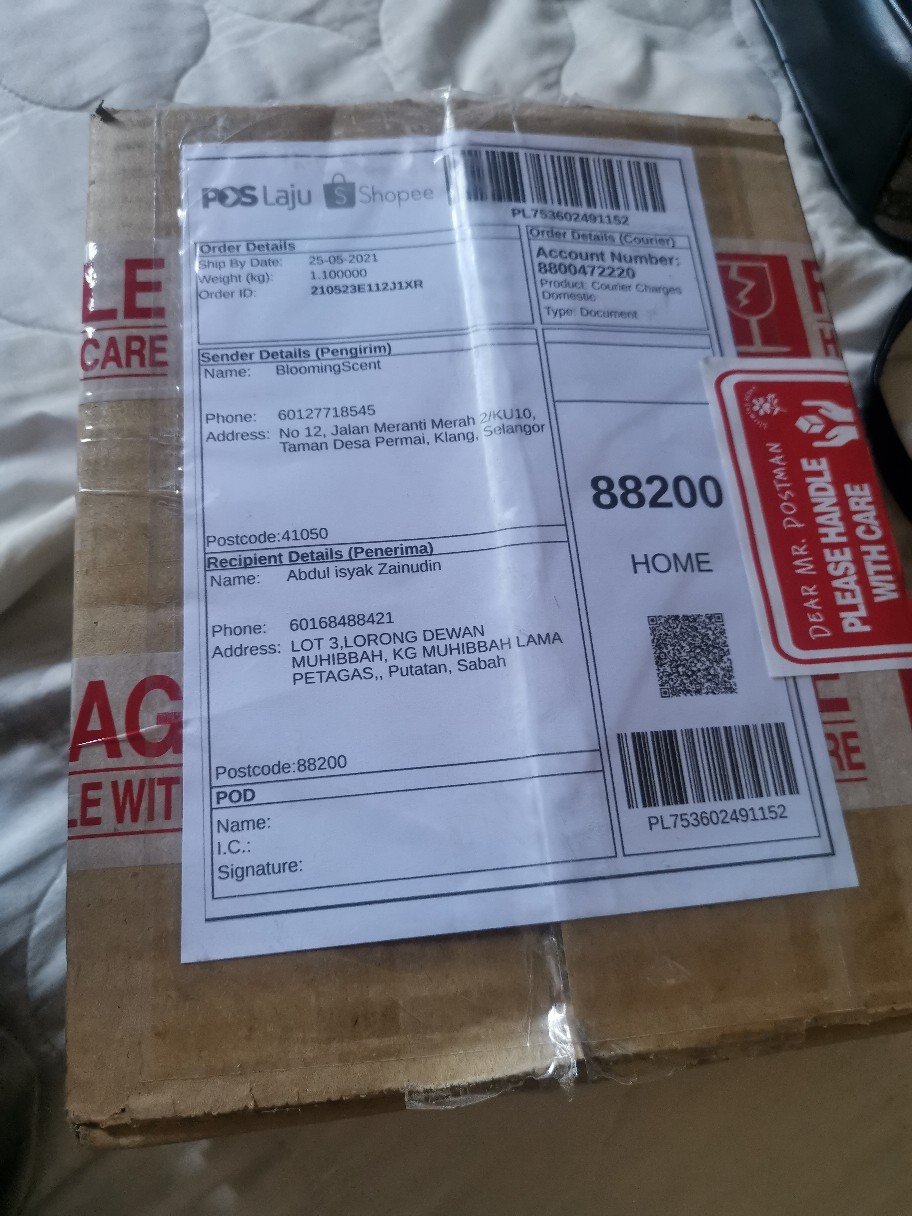 POS Laju S Shopee
PL753602491152
Order Details
Ship By Date: 25-05-2021
Weight (kg): 1.100000
Order ID: 210523E112J1XR
Order Details (Courier)
Account Number:
8800472220
Product: Courier Charges
Domestic
Type: Document
Sender Details (Pengirim)
Name: BloomingScent
Phone: 60127718545
Address: No 12, Jalan Meranti Merah 2/KU10,
Taman Desa Permai, Klang, Selangor
Postcode:41050
Recipient Details (Penerima)
Name: Abdul isyak Zainudin
Phone: 60168488421
Address: LOT 3,LORONG DEWAN
MUHIBBAH, KG MUHIBBAH LAMA
PETAGAS,, Putatan, Sabah
Postcode:88200
POD
Name:
I.C.:
Signature:
88200
HOME
PL753602491152
DEAR MR. POSTMAN
PLEASE HANDLE
WITH CARE
LE
CARE
AG
LE WIT
RE